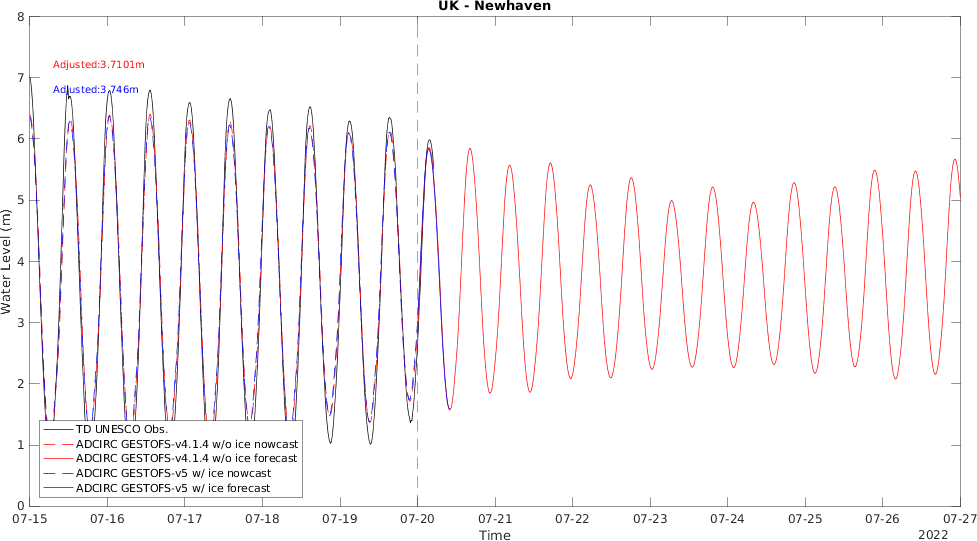 UK - Newhaven
8
7
6
5
4
3
2
1
0
Water Level (m)
Adjusted:3.7101m
Adjusted:3.746m
TD UNESCO Obs.
ADCIRC GESTOFS-v4.1.4 w/o ice nowcast
ADCIRC GESTOFS-v4.1.4 w/o ice forecast
ADCIRC GESTOFS-v5 w/ ice nowcast
ADCIRC GESTOFS-v5 w/ ice forecast
07-15 07-16 07-17 07-18 07-19 07-20 07-21 07-22 07-23 07-24 07-25 07-26 07-27
Time
2022